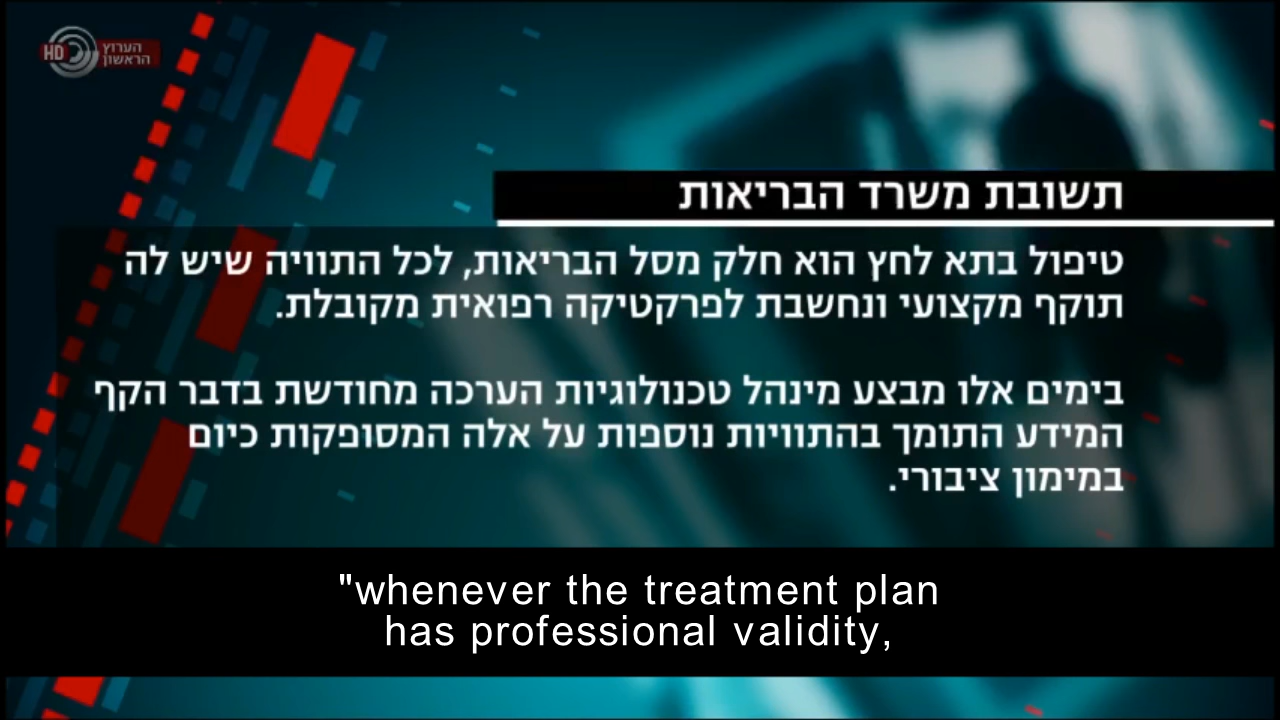 HD
הערוץ
הראשון
תשובת משרד הבריאות
טיפול בתא לחץ הוא חלק מסל הבריאות, לכל התוויה שיש לה
תוקף מקצועי ונחשבת לפרקטיקה רפואית מקובלת.
בימים אלו מבצע מינהל טכנולוגיות הערכה מחודשת בדבר הקף
המידע התומך בהתוויות נוספות על אלה המסופקות כיום
במימון ציבורי.
"whenever the treatment plan
has professional validity,